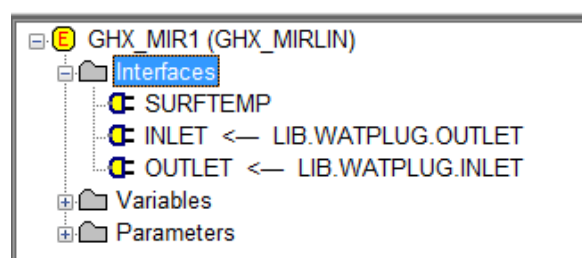 E GHX_MIR1 (GHX_MIRLIN)
Interfaces
SURFTEMP
INLET <— LIB.WATPLUG.OUTLET
OUTLET <— LIB.WATPLUG.INLET
Variables
Parameters